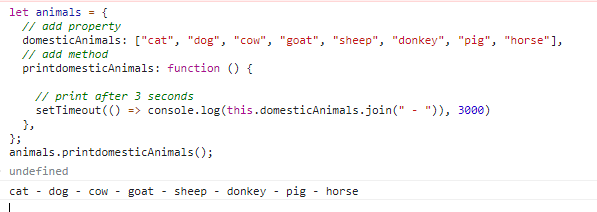 let animals = {
// add property
domesticAnimals: ["cat", "dog", "cow", "goat", "sheep", "donkey", "pig", "horse"],
// add method
printdomesticAnimals: function () {
// print after 3 seconds
setTimeout(() => console.log(this.domesticAnimals.join(" - ")), 3000)
},
};
animals.printdomesticAnimals();
undefined
cat - dog - cow - goat - sheep - donkey - pig - horse